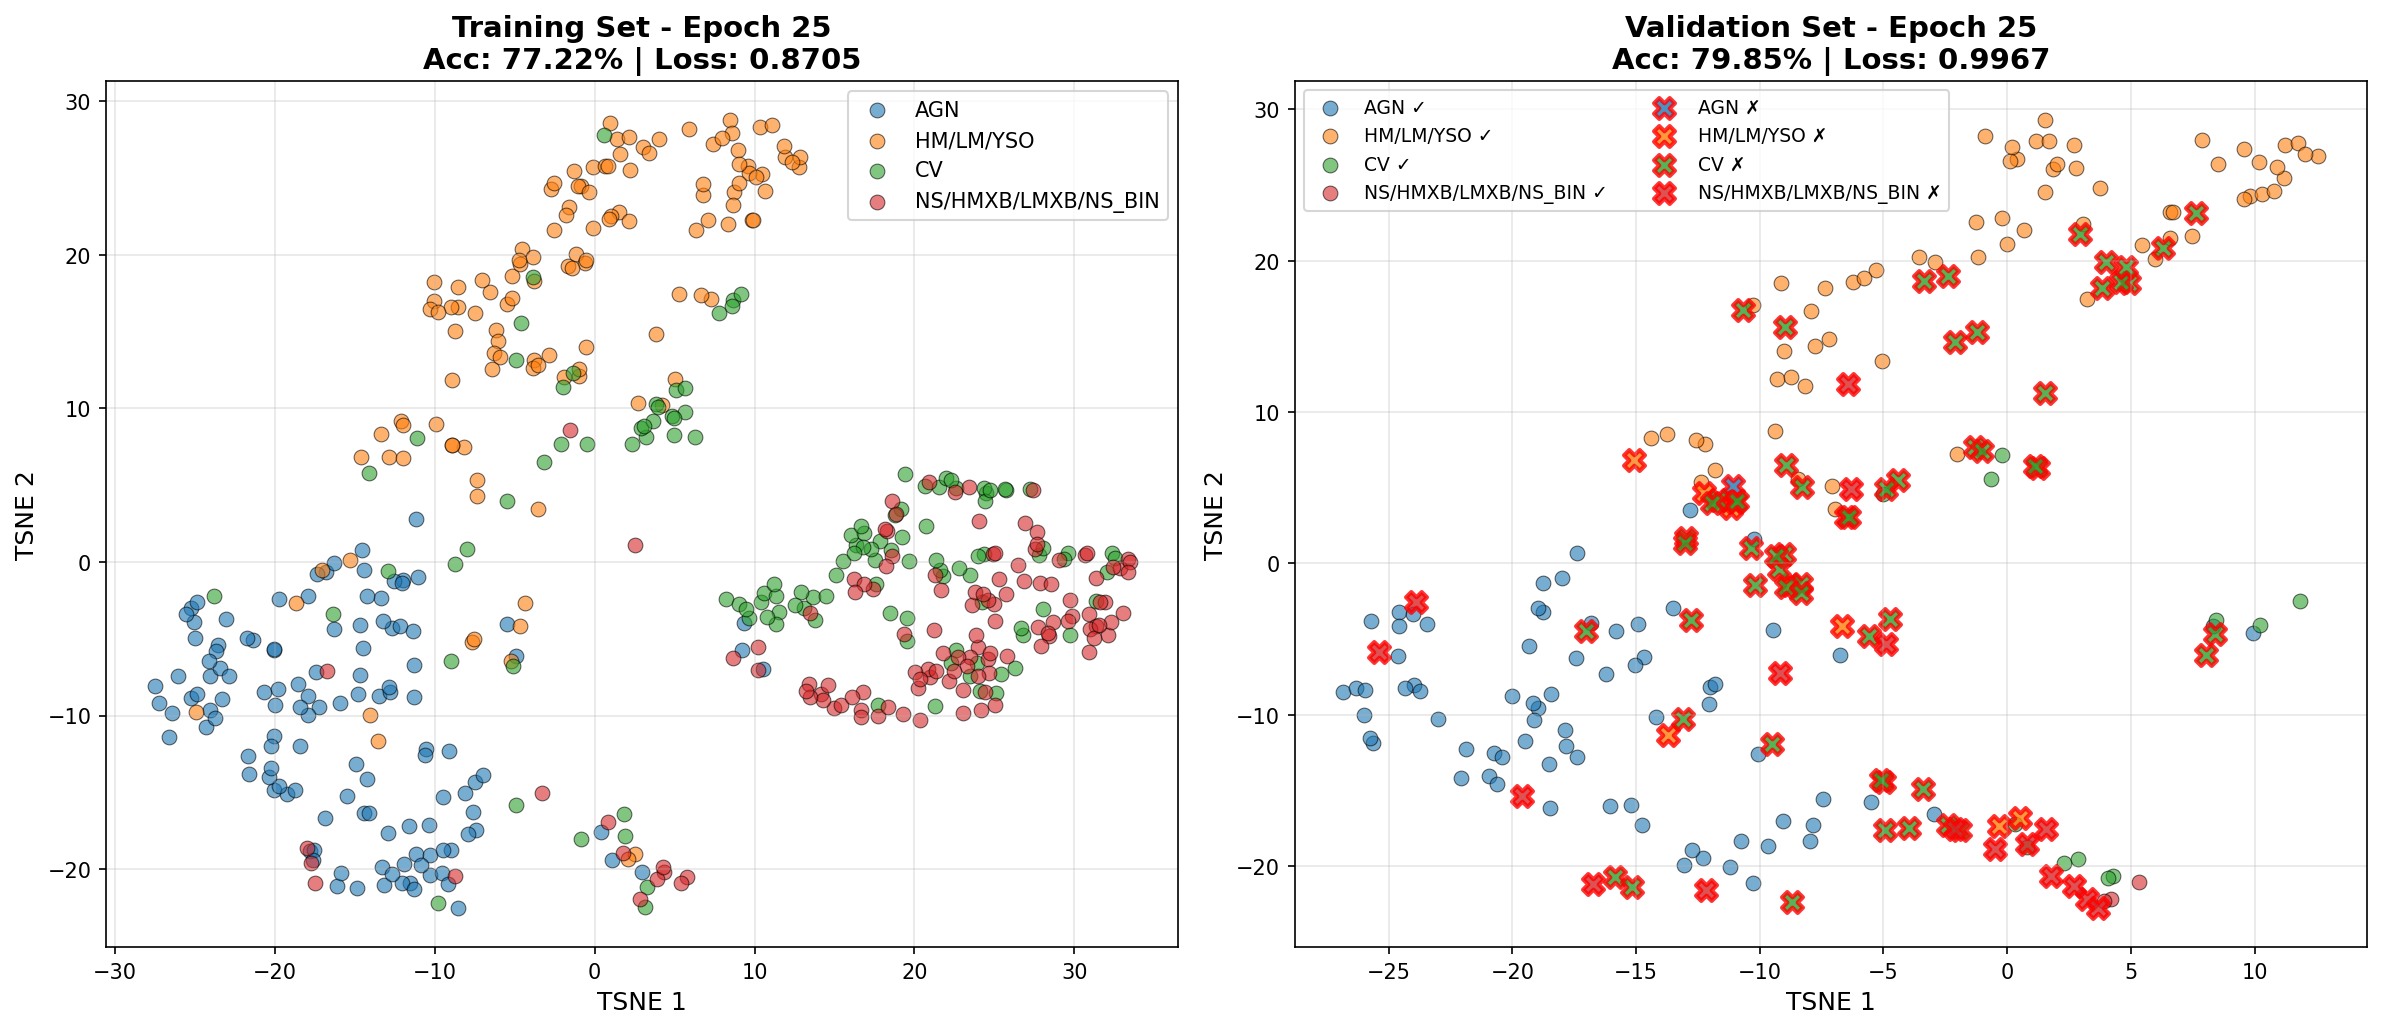 Training Set - Epoch 25
Acc: 77.22% | Loss: 0.8705
AGN
HM/LM/YSO
CV
NS/HMXB/LMXB/NS_BIN
30
20
10
0
−10
−20
TSNE 2
−30
−20
−10
0
10
20
30
TSNE 1
Validation Set - Epoch 25
Acc: 79.85% | Loss: 0.9967
AGN ✓
HM/LM/YSO ✓
CV ✓
NS/HMXB/LMXB/NS_BIN ✓
AGN ✗
HM/LM/YSO ✗
CV ✗
NS/HMXB/LMXB/NS_BIN ✗
30
20
10
0
−10
−20
TSNE 2
−25
−20
−15
−10
−5
0
5
10
TSNE 1